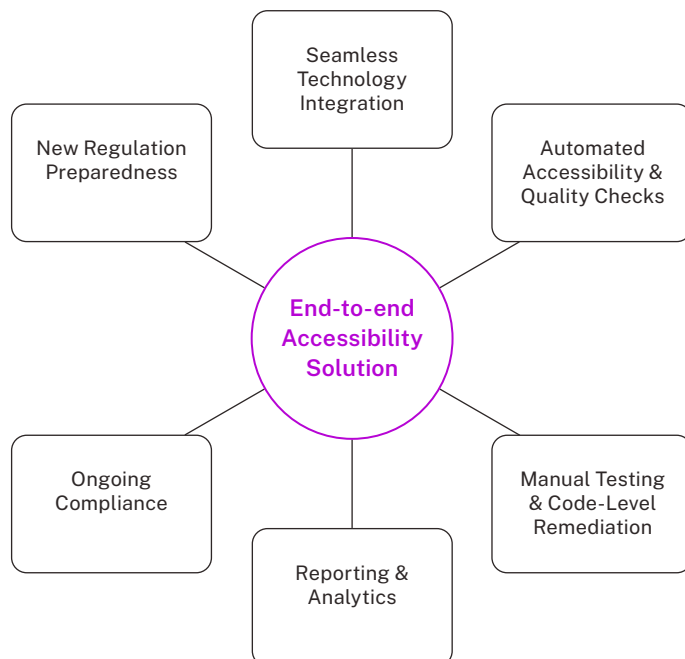 Seamless
Technology
Integration
New Regulation
Preparedness
Automated
Accessibility &
Quality Checks
End-to-end
Accessibility
Solution
Ongoing
Compliance
Manual Testing
& Code-Level
Remediation
Reporting &
Analytics